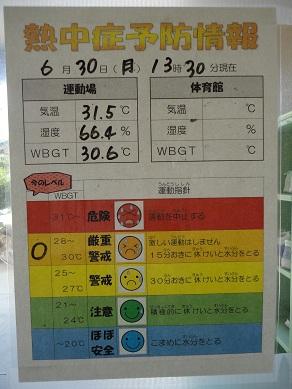 熱中症予防情報
6月30日(月) 13時30分現在
運動場 体育館
気温 31.5℃ 気温 ℃
湿度 66.4% 湿度 %
WBGT 30.6℃ WBGT ℃
今のレベル
WBGT 運動指針
31℃~ 危険 運動を中止する
○ 28~30℃ 厳重警戒 激しい運動はしません 15分おきに休けいと水分をとる
25~27℃ 警戒 30分おきに休けいと水分をとる
21~24℃ 注意 積極的に休けいと水分をとる
~20℃ ほぼ安全 こまめに水分をとる